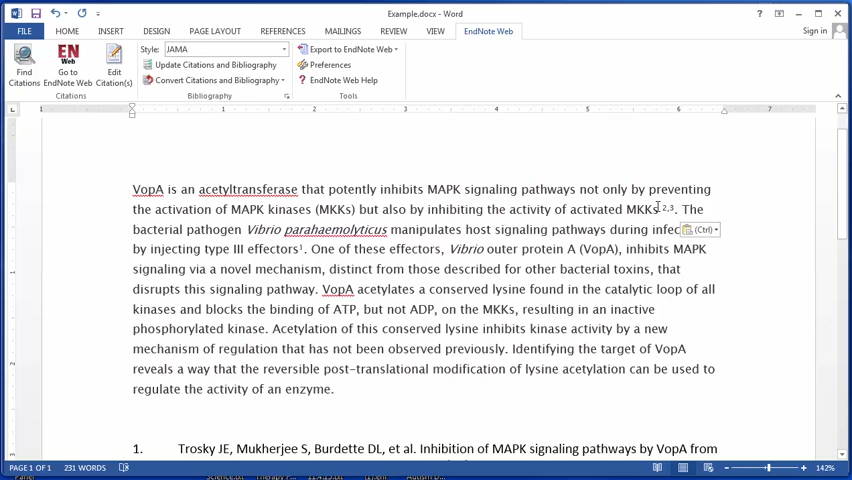 Example.docx - Word
FILE HOME INSERT DESIGN PAGE LAYOUT REFERENCES MAILINGS REVIEW VIEW EndNote Web Sign in
Find Citations
EN Web
Go to EndNote Web
Edit Citation(s)
Citations
Style: JAMA
Update Citations and Bibliography
Convert Citations and Bibliography
Bibliography
Export to EndNote Web
Preferences
EndNote Web Help
Tools
1 1 2 3 4 5 6 7
VopA is an acetyltransferase that potently inhibits MAPK signaling pathways not only by preventing
the activation of MAPK kinases (MKKs) but also by inhibiting the activity of activated MKKs2,3. The
bacterial pathogen Vibrio parahaemolyticus manipulates host signaling pathways during infec (Ctrl)
by injecting type III effectors1. One of these effectors, Vibrio outer protein A (VopA), inhibits MAPK
signaling via a novel mechanism, distinct from those described for other bacterial toxins, that
disrupts this signaling pathway. VopA acetylates a conserved lysine found in the catalytic loop of all
kinases and blocks the binding of ATP, but not ADP, on the MKKs, resulting in an inactive
phosphorylated kinase. Acetylation of this conserved lysine inhibits kinase activity by a new
mechanism of regulation that has not been observed previously. Identifying the target of VopA
reveals a way that the reversible post-translational modification of lysine acetylation can be used to
regulate the activity of an enzyme.
1. Trosky JE, Mukherjee S, Burdette DL, et al. Inhibition of MAPK signaling pathways by VopA from
PAGE 1 OF 1 231 WORDS 142%